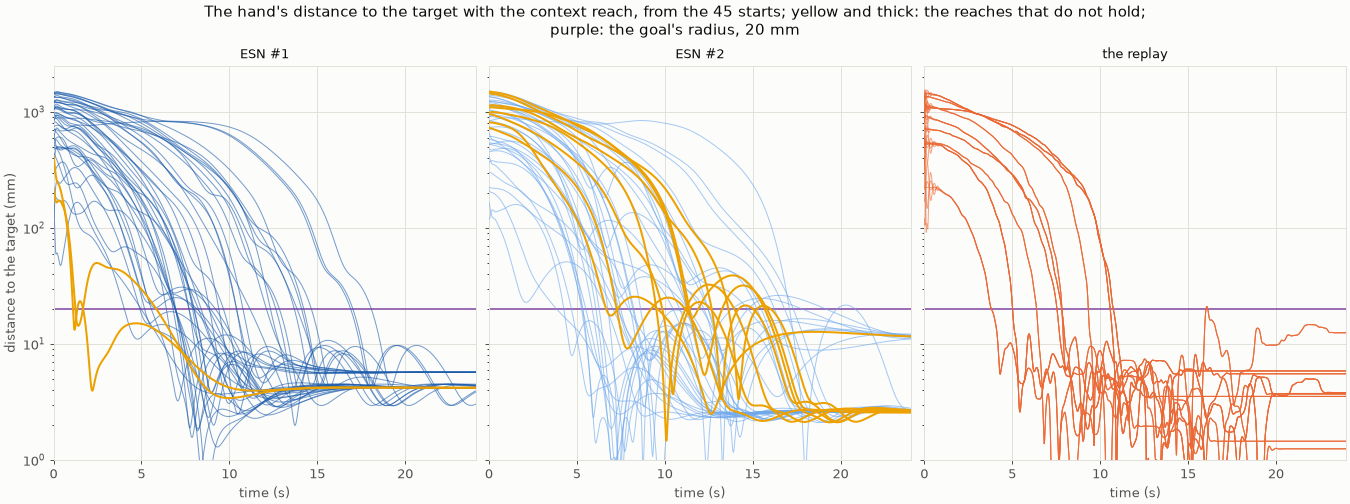 The hand's distance to the target with the context reach, from the 45 starts; yellow and thick: the reaches that do not hold;
purple: the goal's radius, 20 mm
ESN #1
ESN #2
the replay
distance to the target (mm)
10³
10²
10¹
10⁰
0 5 10 15 20
0 5 10 15 20
0 5 10 15 20
time (s)
time (s)
time (s)